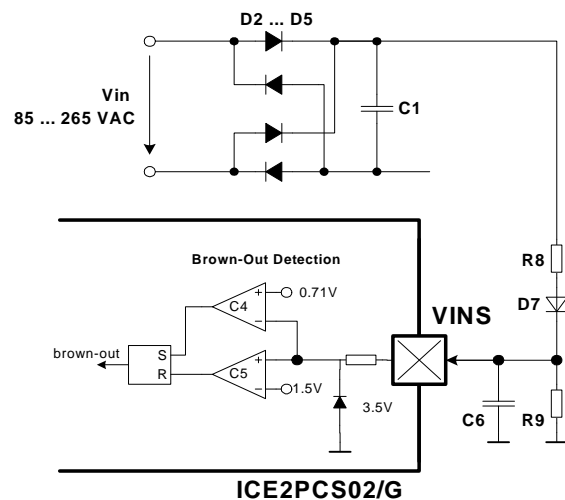 D2 ... D5
Vin
85 ... 265 VAC
C1
R8
Brown-Out Detection
D7
C4
+
0.71V
−
VINS
brown-out
S
R
C5
+
−
1.5V
3.5V
C6
R9
ICE2PCS02/G